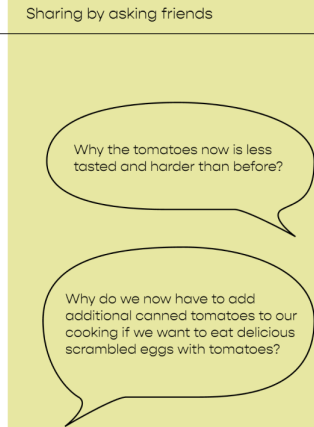 Sharing by asking friends
Why the tomatoes now is less
tasted and harder than before?
Why do we now have to add
additional canned tomatoes to our
cooking if we want to eat delicious
scrambled eggs with tomatoes?